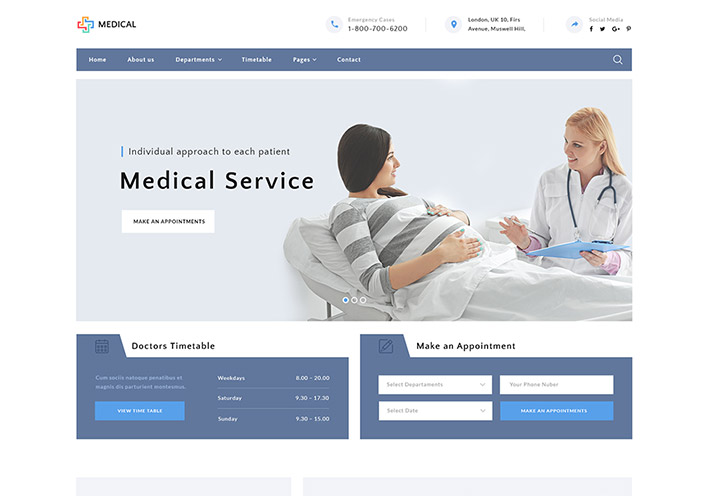 MEDICAL
Emergency Cases
1-800-700-6200
London, UK 10, Firs
Avenue, Muswell Hill,
Social Media
Home About us Departments Timetable Pages Contact
Individual approach to each patient
Medical Service
MAKE AN APPOINTMENTS
Doctors Timetable
Cum sociis natoque penatibus et
magnis dis parturient montesmus.
VIEW TIME TABLE
Weekdays 8.00 – 20.00
Saturday 9.30 – 17.30
Sunday 9.30 – 15.00
Make an Appointment
Select Departaments
Your Phone Nuber
Select Date
MAKE AN APPOINTMENTS